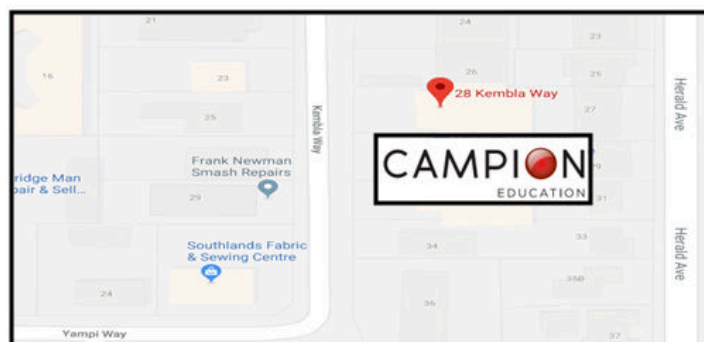 21
24
23
16
23
26
25
28 Kembla Way
27
Herald Ave
25
Kembla Way
CAMPION
EDUCATION
Frank Newman
Smash Repairs
ridge Man
pair & Sell...
29
31
Southlands Fabric
& Sewing Centre
34
33
Herald Ave
24
36
35B
Yampi Way
37